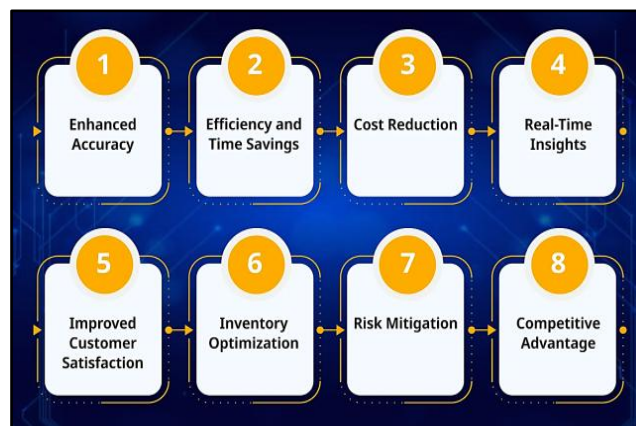 1
Enhanced
Accuracy
2
Efficiency and
Time Savings
3
Cost Reduction
4
Real-Time
Insights
5
Improved
Customer
Satisfaction
6
Inventory
Optimization
7
Risk Mitigation
8
Competitive
Advantage